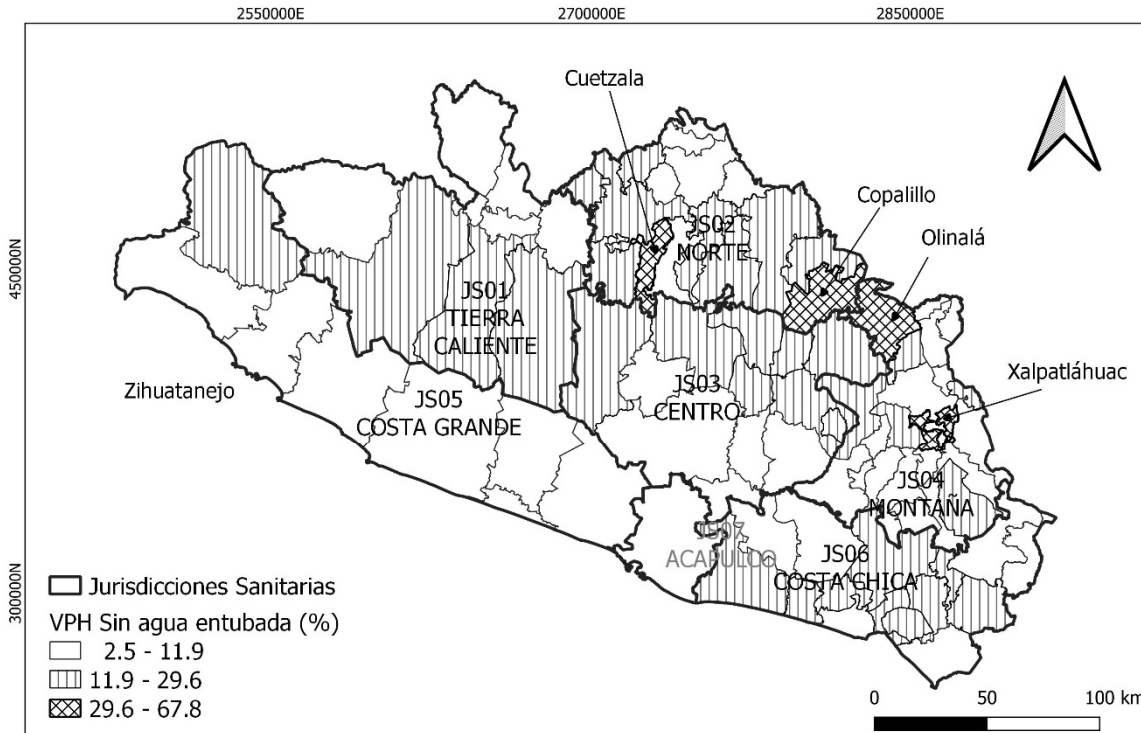 2550000E
2700000E
2850000E
Cuetzala
Copalillo
JS02
NORTE
Olinalá
450000N
JS01
TIERRA
CALIENTE
Xalpatláhuac
Zihuatanejo
JS05
COSTA GRANDE
JS03
CENTRO
JS04
MONTAÑA
JS07
ACAPULCO
JS06
COSTA CHICA
300000N
Jurisdicciones Sanitarias
VPH Sin agua entubada (%)
2.5 - 11.9
11.9 - 29.6
29.6 - 67.8
0 50 100 km